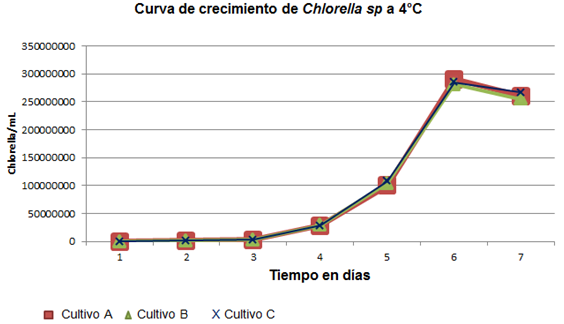 Curva de crecimiento de Chlorella sp a 4°C
350000000
300000000
250000000
200000000
150000000
100000000
50000000
0
Chlorella/mL
1 2 3 4 5 6 7
Tiempo en días
Cultivo A Cultivo B X Cultivo C